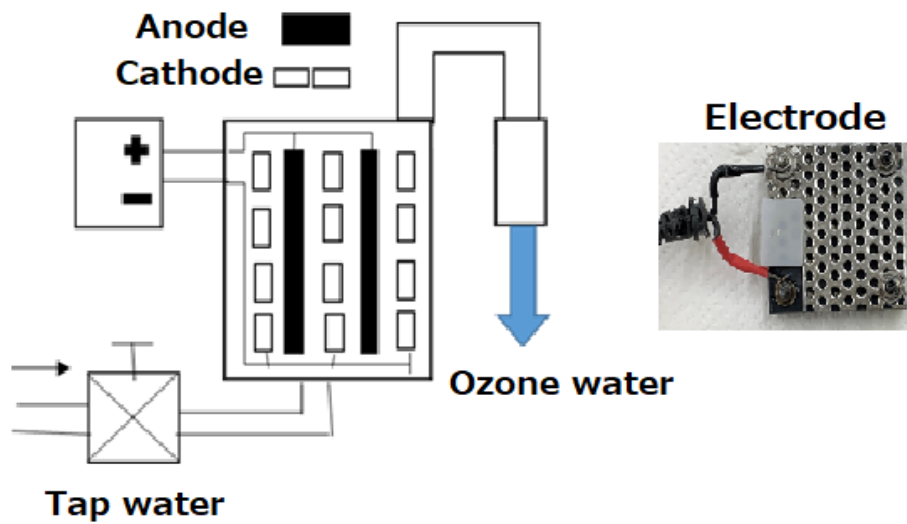 Anode
Cathode
Electrode
+
-
Ozone water
Tap water